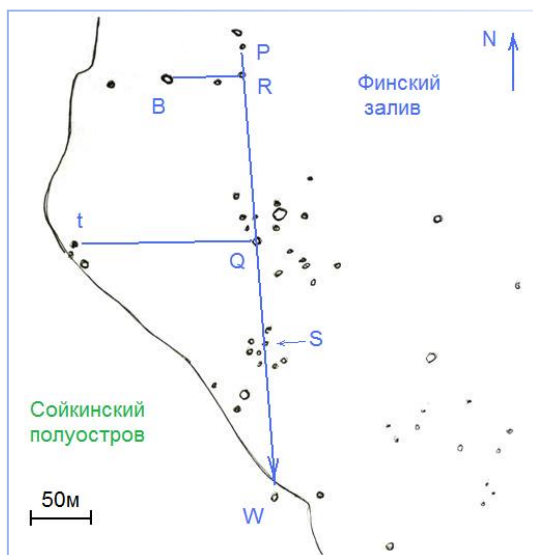 N
P
R
Финский
залив
B
t
Q
S
Сойкинский
полуостров
50м
W